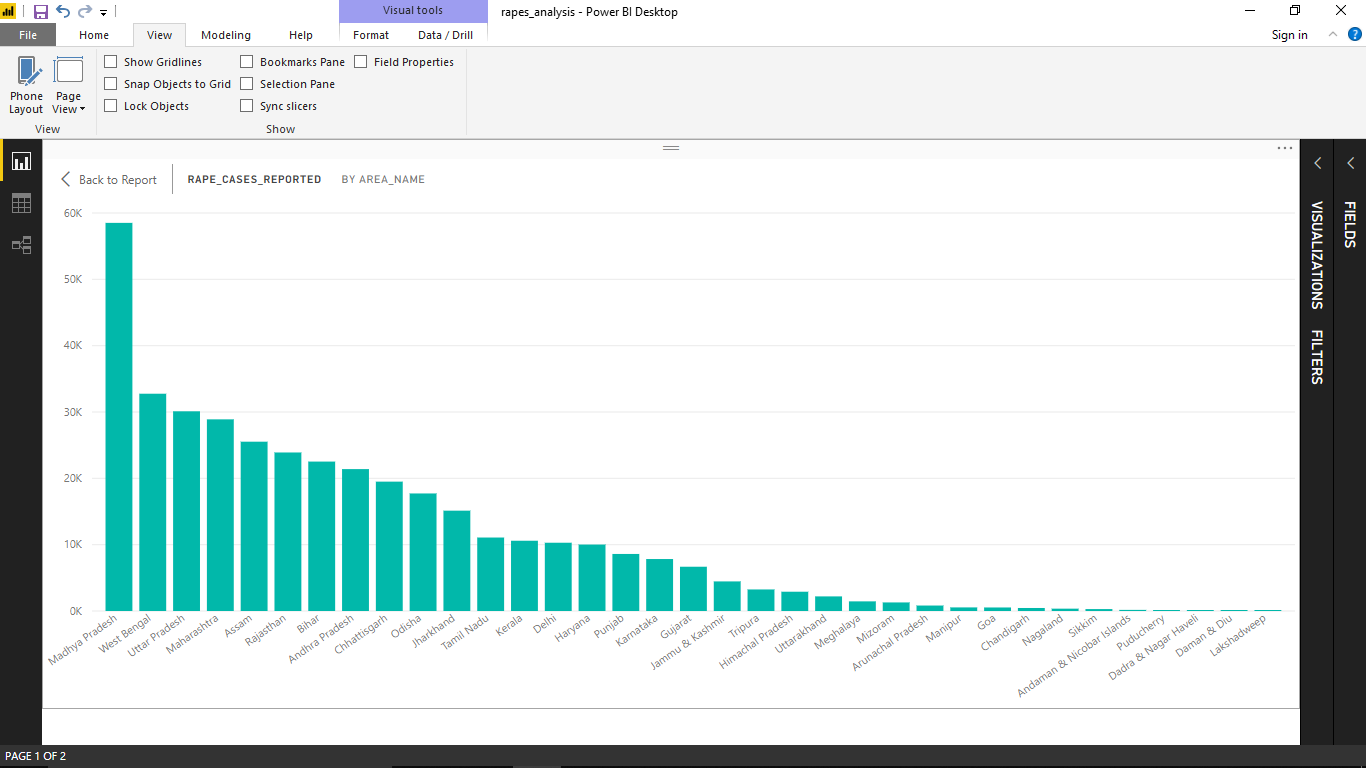 Visual tools
rapes_analysis - Power BI Desktop
File Home View Modeling Help Format Data / Drill Sign in
Phone Layout
Page View
Show Gridlines
Snap Objects to Grid
Lock Objects
Bookmarks Pane
Selection Pane
Sync slicers
Field Properties
View
Show
Back to Report
RAPE_CASES_REPORTED
BY AREA_NAME
60K
50K
40K
30K
20K
10K
0K
Madhya Pradesh
West Bengal
Uttar Pradesh
Maharashtra
Assam
Rajasthan
Bihar
Andhra Pradesh
Chhattisgarh
Odisha
Jharkhand
Tamil Nadu
Kerala
Delhi
Haryana
Punjab
Karnataka
Gujarat
Jammu & Kashmir
Tripura
Himachal Pradesh
Uttarakhand
Meghalaya
Mizoram
Arunachal Pradesh
Manipur
Goa
Chandigarh
Nagaland
Sikkim
Andaman & Nicobar Islands
Puducherry
Dadra & Nagar Haveli
Daman & Diu
Lakshadweep
VISUALIZATIONS
FILTERS
FIELDS
PAGE 1 OF 2